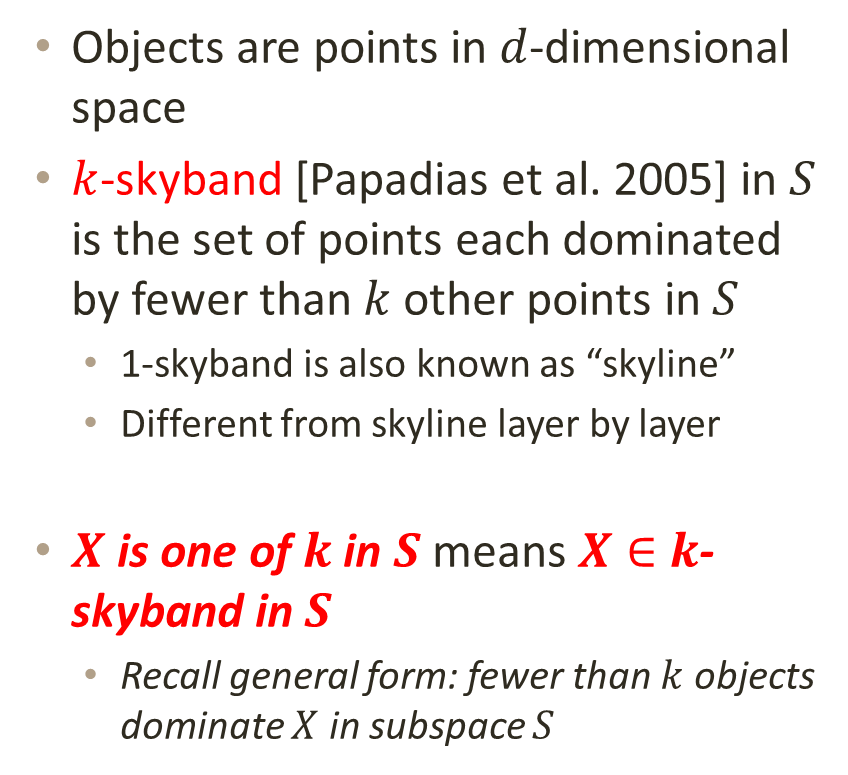 • Objects are points in d-dimensional
space
• k-skyband [Papadias et al. 2005] in S
is the set of points each dominated
by fewer than k other points in S
• 1-skyband is also known as “skyline”
• Different from skyline layer by layer
• X is one of k in S means X ∈ k-
skyband in S
• Recall general form: fewer than k objects
dominate X in subspace S